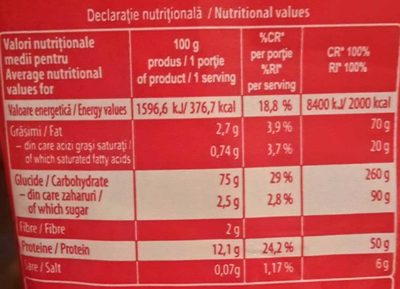 Declarație nutrițională / Nutritional values
Valori nutriționale medii pentru Average nutritional values for | 100 g produs / 1 porție of product / 1 serving | %CR* per porție %RI* per serving | CR* 100% RI* 100%
Valoare energetică / Energy values 1596,6 kJ/ 376,7 kcal 18,8 % 8400 kJ/ 2000 kcal
Grăsimi / Fat 2,7 g 3,9 % 70 g
– din care acizi grași saturați / of which saturated fatty acids 0,74 g 3,7 % 20 g
Glucide / Carbohydrate 75 g 29 % 260 g
– din care zaharuri / of which sugar 2,5 g 2,8 % 90 g
Fibre / Fibre 2 g
Proteine / Protein 12,1 g 24,2 % 50 g
Sare / Salt 0,07g 1,17 % 6 g